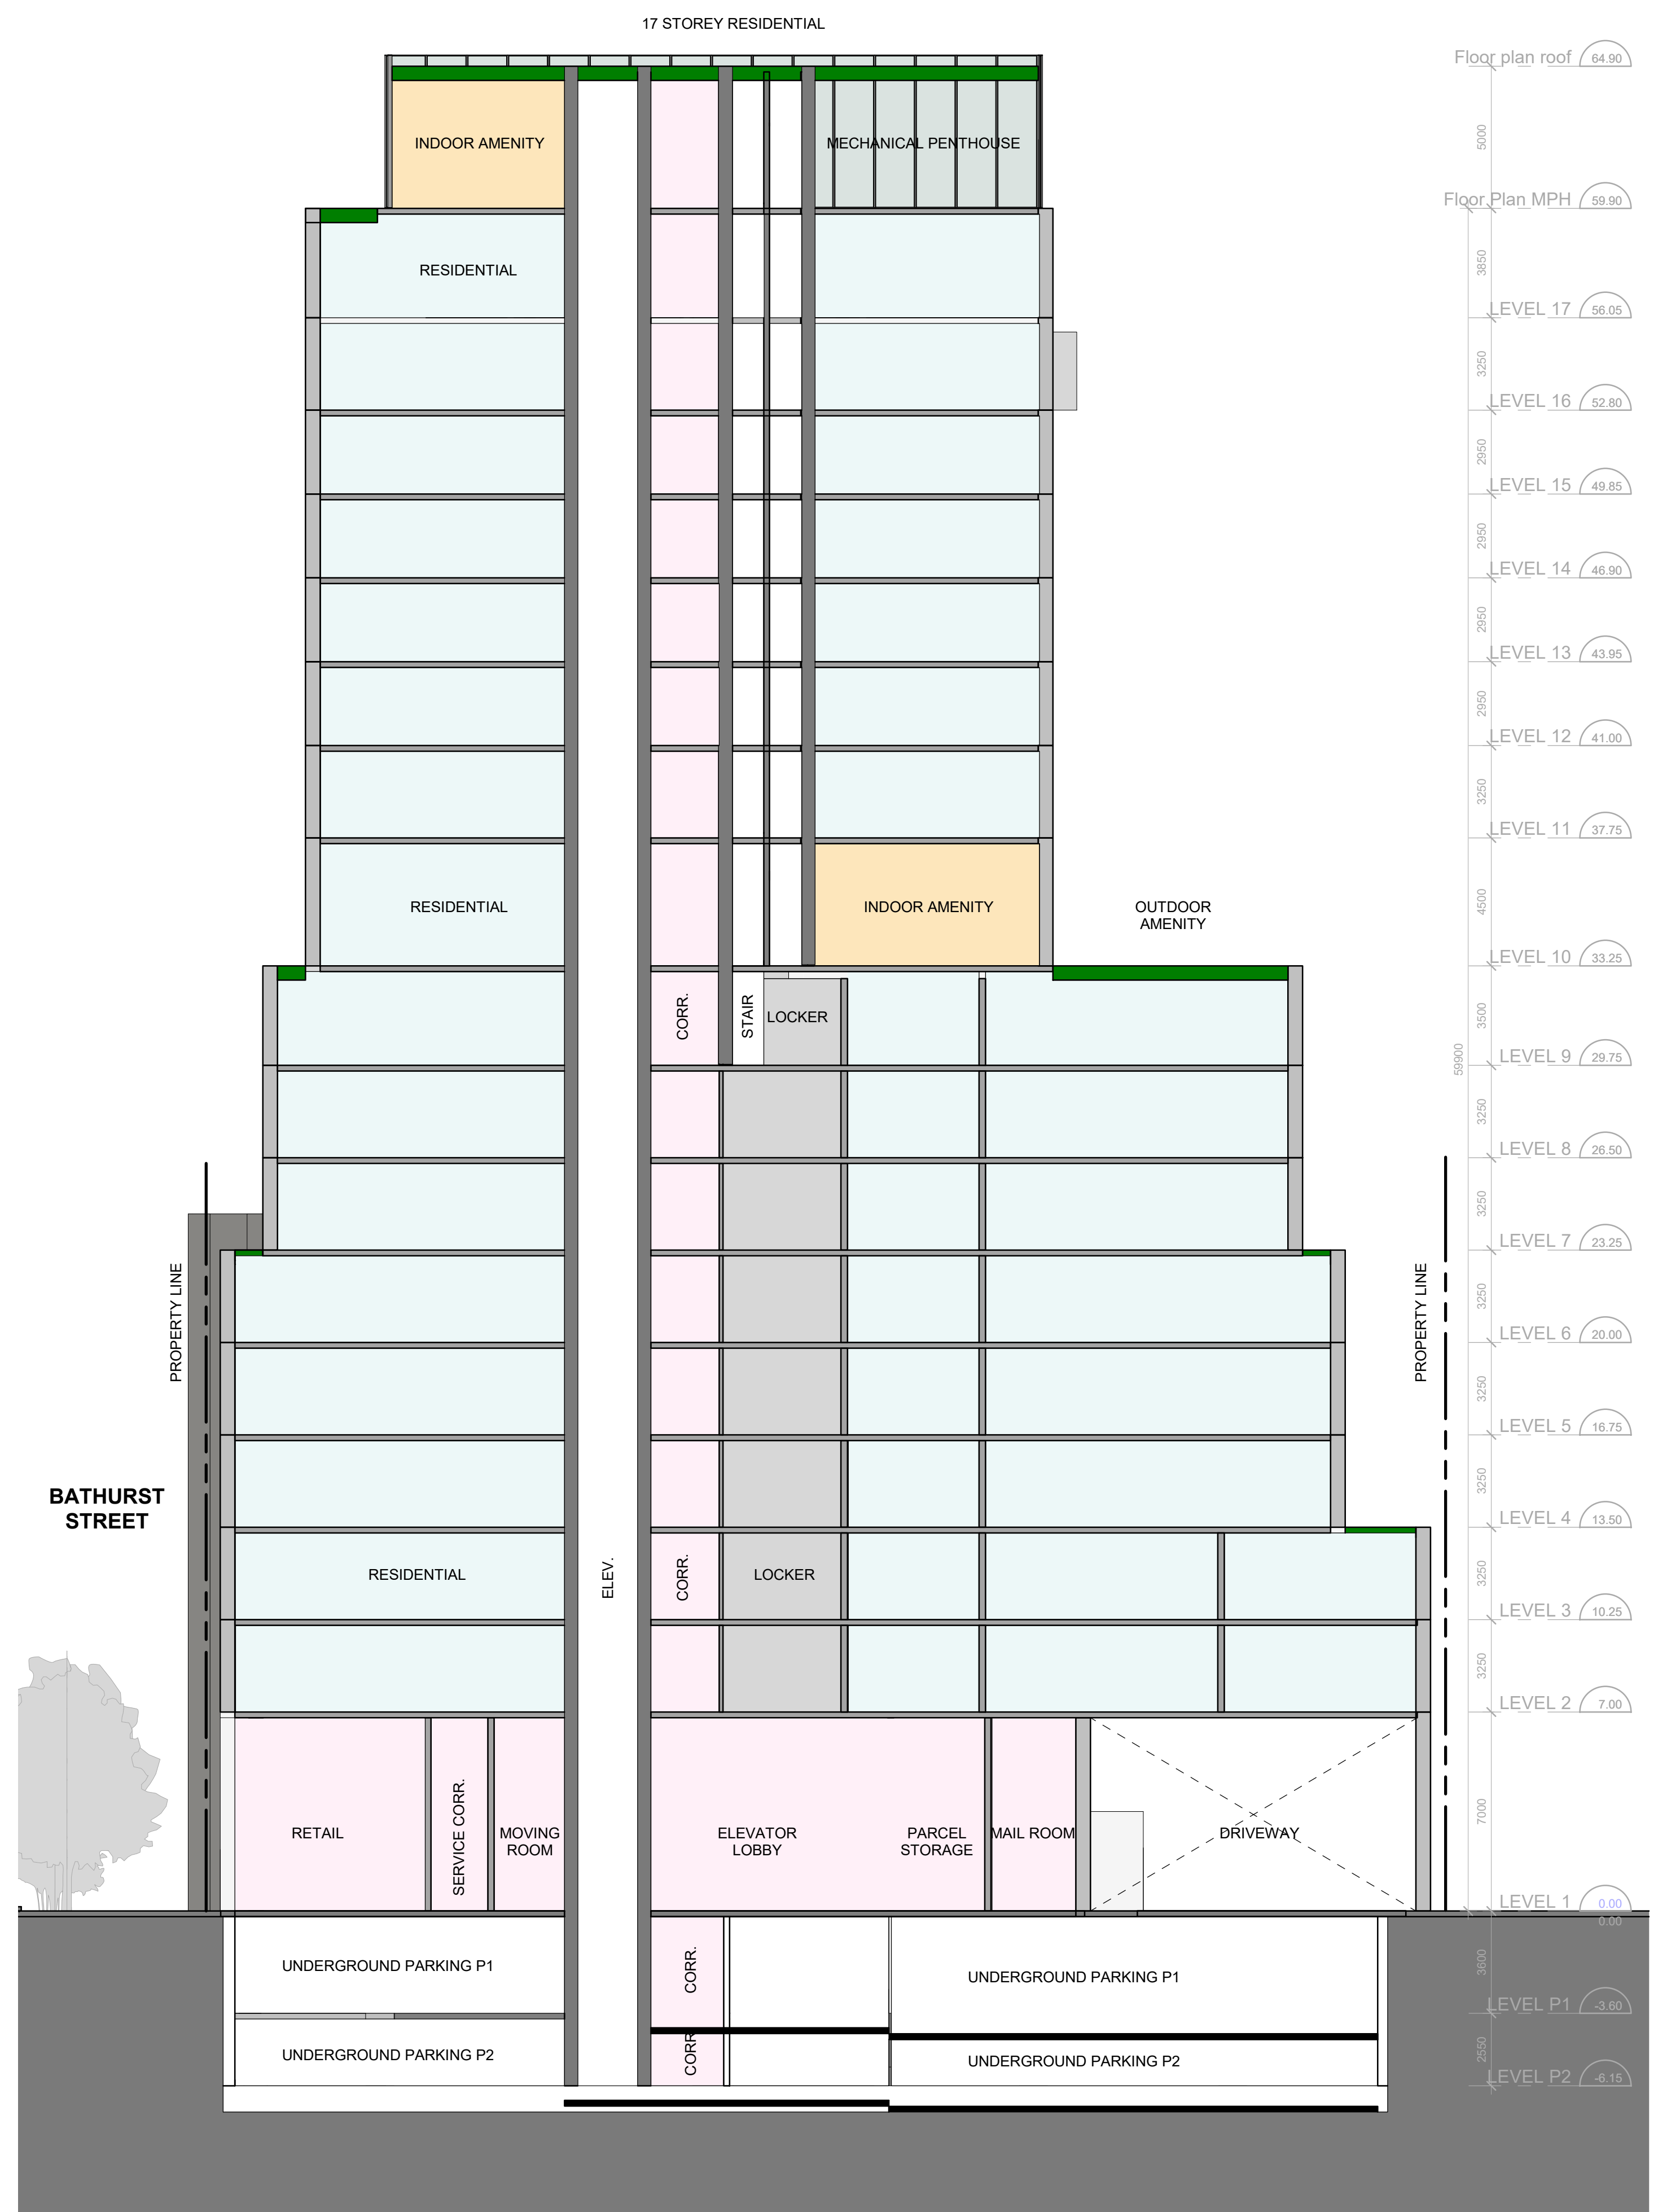 17 STOREY RESIDENTIAL
Floor plan roof 64.90
5000
INDOOR AMENITY
MECHANICAL PENTHOUSE
Floor Plan MPH 59.90
3850
RESIDENTIAL
LEVEL 17 56.05
3250
LEVEL 16 52.80
2950
LEVEL 15 49.85
2950
LEVEL 14 46.90
2950
LEVEL 13 43.95
2950
LEVEL 12 41.00
3250
LEVEL 11 37.75
4500
RESIDENTIAL
INDOOR AMENITY
OUTDOOR
AMENITY
LEVEL 10 33.25
3500
CORR.
STAIR
LOCKER
59900
LEVEL 9 29.75
3250
LEVEL 8 26.50
3250
LEVEL 7 23.25
PROPERTY LINE
PROPERTY LINE
3250
LEVEL 6 20.00
3250
LEVEL 5 16.75
3250
BATHURST
STREET
LEVEL 4 13.50
RESIDENTIAL
ELEV.
CORR.
LOCKER
3250
LEVEL 3 10.25
3250
LEVEL 2 7.00
7000
RETAIL
SERVICE CORR.
MOVING
ROOM
ELEVATOR
LOBBY
PARCEL
STORAGE
MAIL ROOM
DRIVEWAY
LEVEL 1 0.00
0.00
UNDERGROUND PARKING P1
CORR.
UNDERGROUND PARKING P1
3600
LEVEL P1 -3.60
UNDERGROUND PARKING P2
CORR
UNDERGROUND PARKING P2
2550
LEVEL P2 -6.15